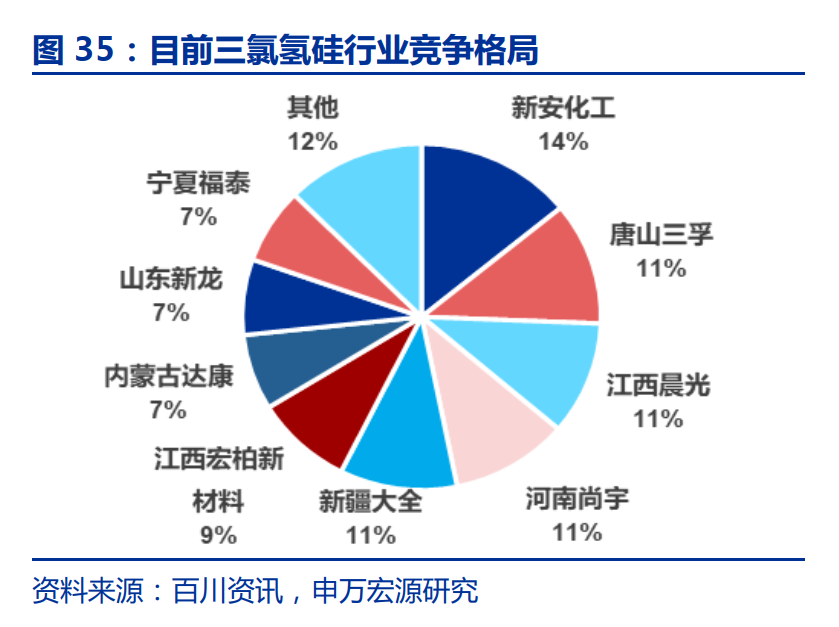 图 35：目前三氯氢硅行业竞争格局
其他
12%
新安化工
14%
宁夏福泰
7%
唐山三孚
11%
山东新龙
7%
内蒙古达康
7%
江西晨光
11%
江西宏柏新
材料
9%
新疆大全
11%
河南尚宇
11%
资料来源：百川资讯，申万宏源研究